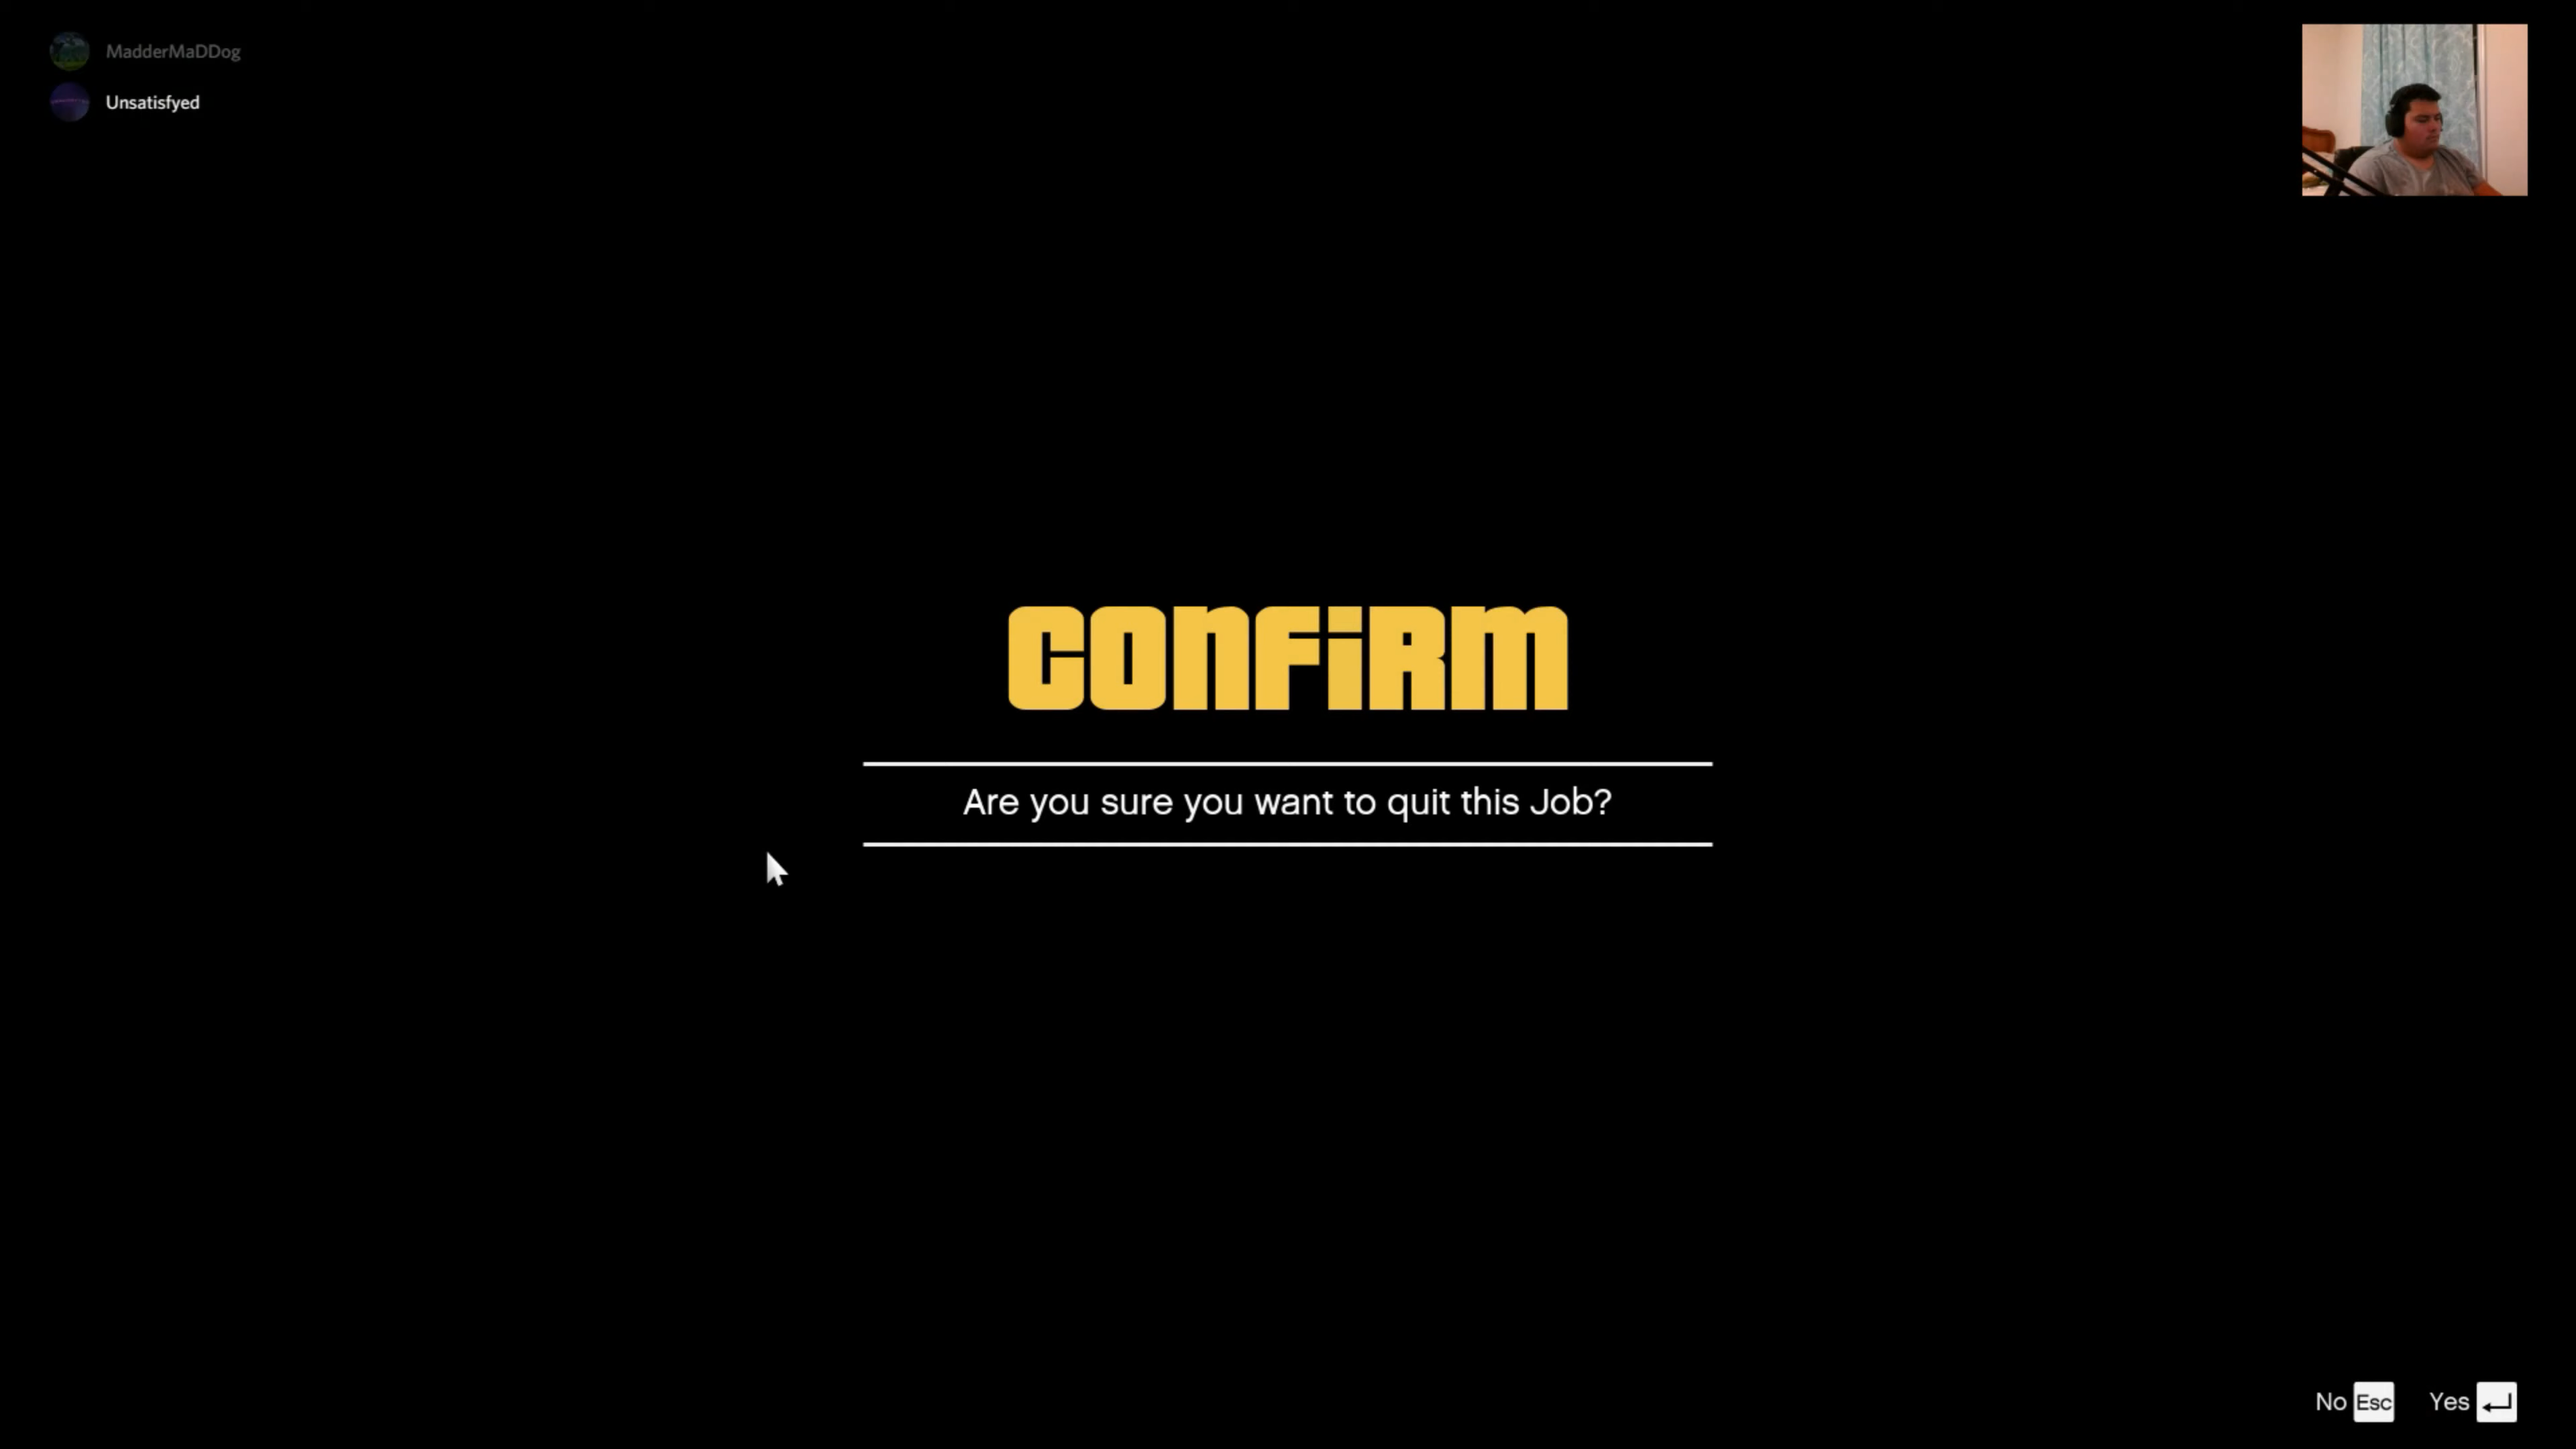 MadderMaDDog
Unsatisfyed
CONFIRM
Are you sure you want to quit this Job?
No Esc Yes